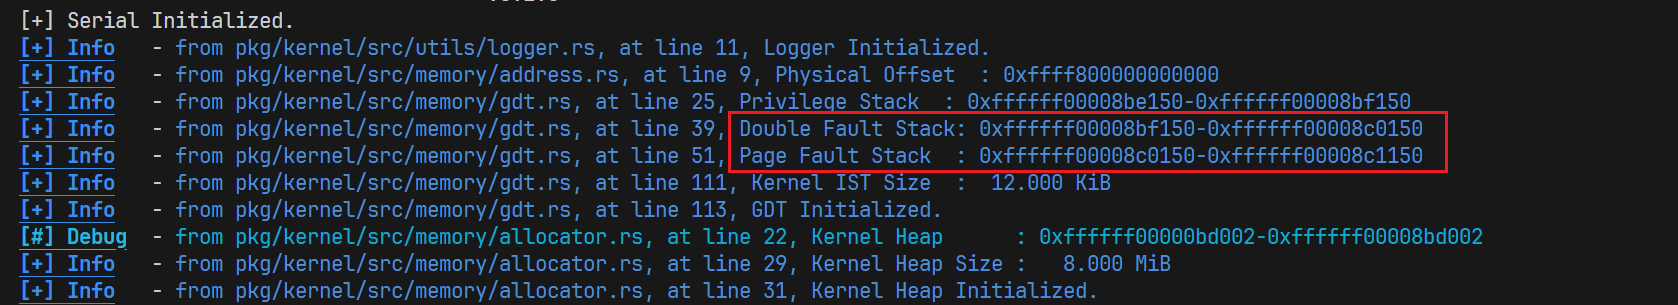 [+] Serial Initialized.
[+] Info - from pkg/kernel/src/utils/logger.rs, at line 11, Logger Initialized.
[+] Info - from pkg/kernel/src/memory/address.rs, at line 9, Physical Offset : 0xffff800000000000
[+] Info - from pkg/kernel/src/memory/gdt.rs, at line 25, Privilege Stack : 0xffffff00008be150-0xffffff00008bf150
[+] Info - from pkg/kernel/src/memory/gdt.rs, at line 39, Double Fault Stack: 0xffffff00008bf150-0xffffff00008c0150
[+] Info - from pkg/kernel/src/memory/gdt.rs, at line 51, Page Fault Stack : 0xffffff00008c0150-0xffffff00008c1150
[+] Info - from pkg/kernel/src/memory/gdt.rs, at line 111, Kernel IST Size : 12.000 KiB
[+] Info - from pkg/kernel/src/memory/gdt.rs, at line 113, GDT Initialized.
[#] Debug - from pkg/kernel/src/memory/allocator.rs, at line 22, Kernel Heap : 0xffffff00000bd002-0xffffff00008bd002
[+] Info - from pkg/kernel/src/memory/allocator.rs, at line 29, Kernel Heap Size : 8.000 MiB
[+] Info - from pkg/kernel/src/memory/allocator.rs, at line 31, Kernel Heap Initialized.